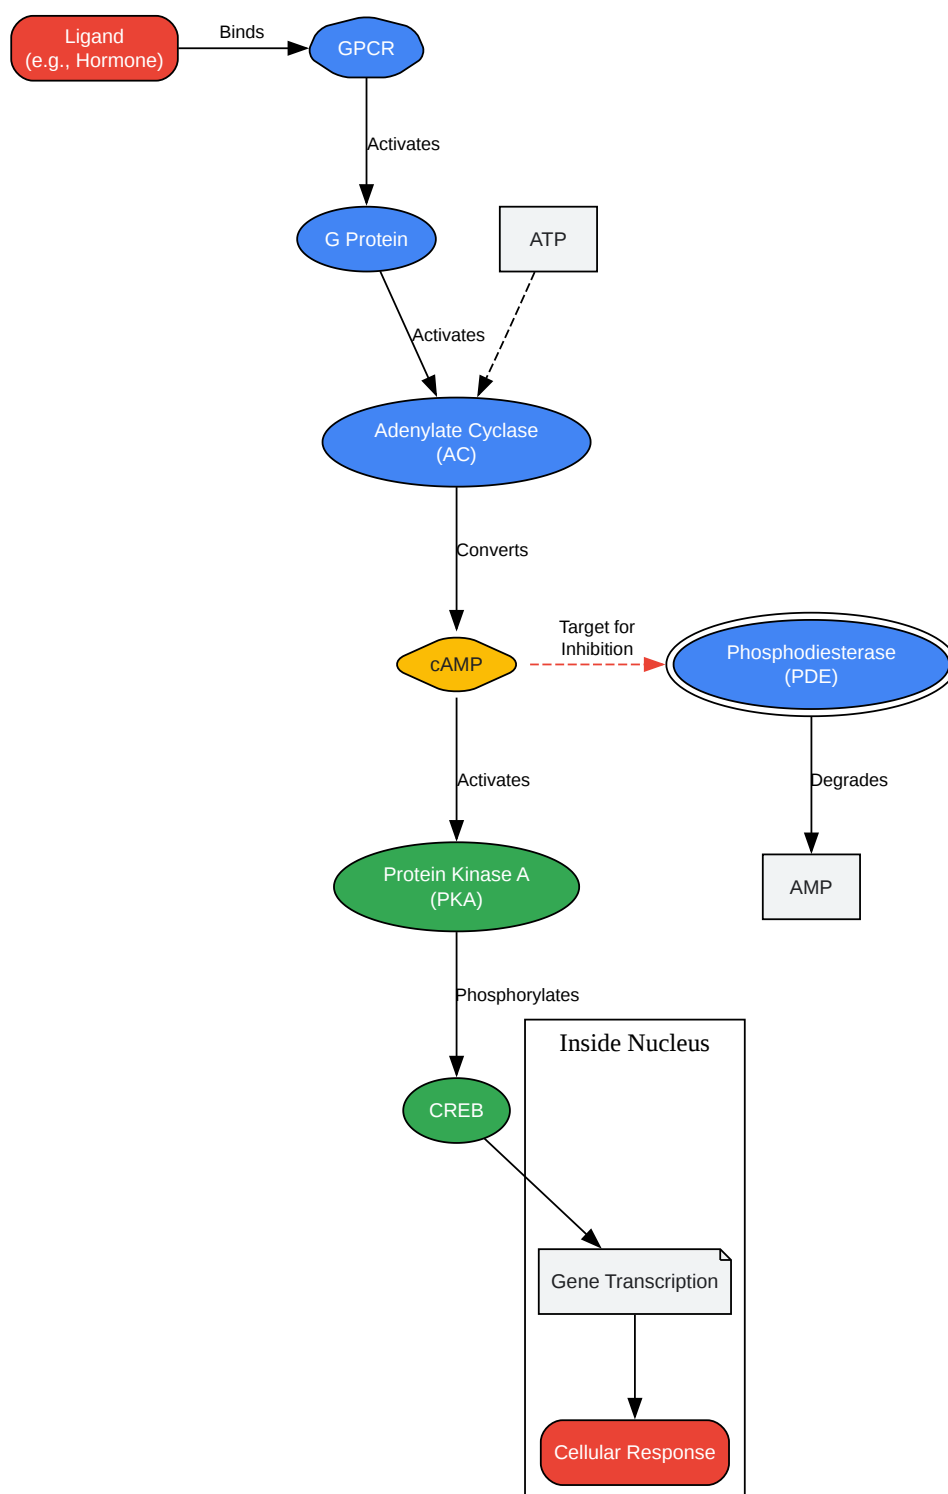 Ligand
(e.g., Hormone)
Binds
GPCR
Activates
G Protein
ATP
Activates
Adenylate Cyclase
(AC)
Converts
cAMP
Target for
Inhibition
Phosphodiesterase
(PDE)
Activates
Degrades
Protein Kinase A
(PKA)
AMP
Phosphorylates
Inside Nucleus
CREB
Gene Transcription
Cellular Response